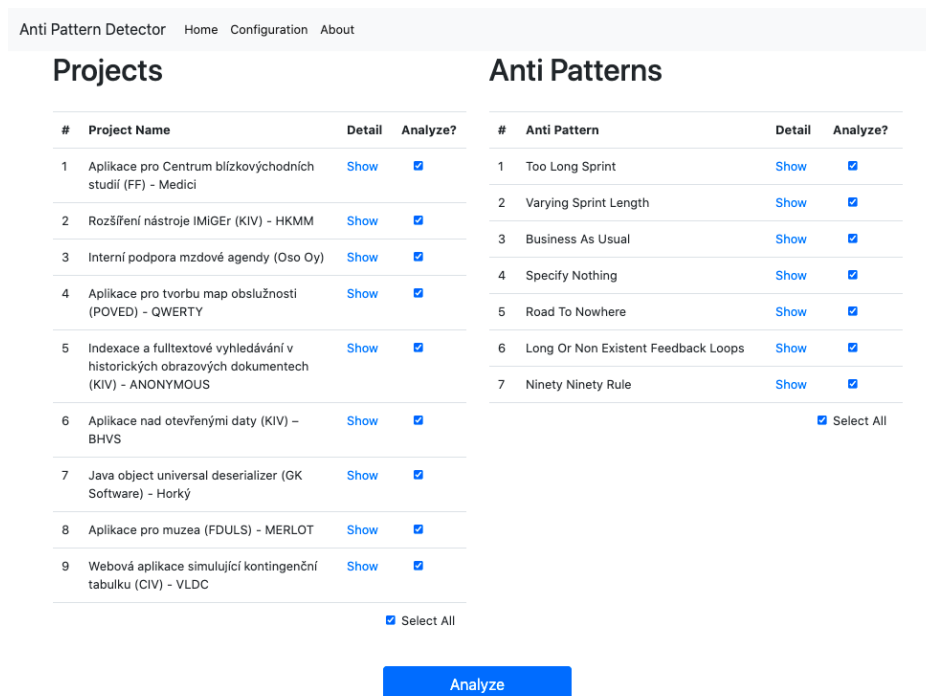 Anti Pattern Detector Home Configuration About
Projects
# Project Name Detail Analyze?
1 Aplikace pro Centrum blízkovýchodních Show
studií (FF) - Medici
2 Rozšíření nástroje IMiGEr (KIV) - HKMM Show
3 Interní podpora mzdové agendy (Oso Oy) Show
4 Aplikace pro tvorbu map obslužnosti Show
(POVED) - QWERTY
5 Indexace a fulltextové vyhledávání v Show
historických obrazových dokumentech
(KIV) - ANONYMOUS
6 Aplikace nad otevřenými daty (KIV) – Show
BHVS
7 Java object universal deserializer (GK Show
Software) - Horký
8 Aplikace pro muzea (FDULS) - MERLOT Show
9 Webová aplikace simulující kontingenční Show
tabulku (CIV) - VLDC
Select All
Anti Patterns
# Anti Pattern Detail Analyze?
1 Too Long Sprint Show
2 Varying Sprint Length Show
3 Business As Usual Show
4 Specify Nothing Show
5 Road To Nowhere Show
6 Long Or Non Existent Feedback Loops Show
7 Ninety Ninety Rule Show
Select All
Analyze